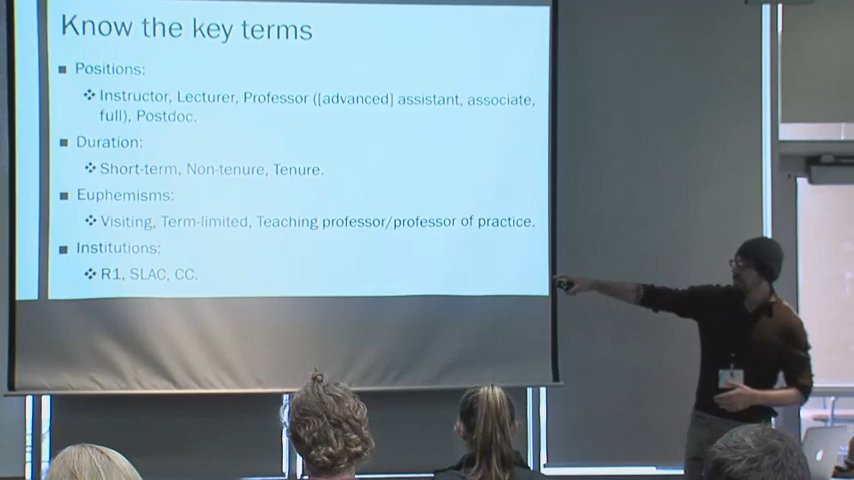 Know the key terms
■ Positions:
❖ Instructor, Lecturer, Professor ([advanced] assistant, associate,
full), Postdoc.
■ Duration:
❖ Short-term, Non-tenure, Tenure.
■ Euphemisms:
❖ Visiting, Term-limited, Teaching professor/professor of practice.
■ Institutions:
❖ R1, SLAC, CC.